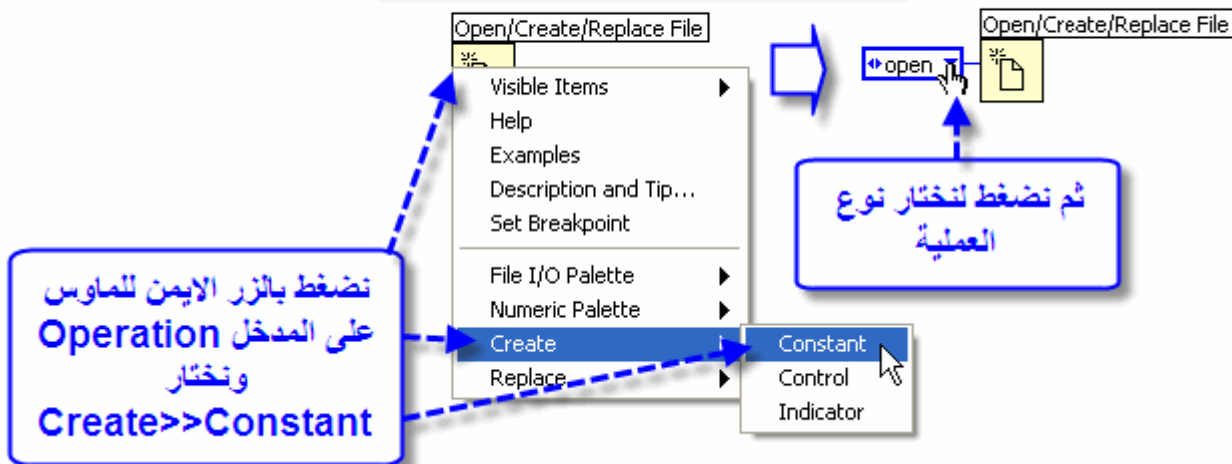 Open/Create/Replace File
Visible Items
Help
Examples
Description and Tip...
Set Breakpoint
File I/O Palette
Numeric Palette
Create
Replace
Constant
Control
Indicator
نضغط بالزر الايمن للماوس
على المدخل Operation
ونختار
Create>>Constant
Open/Create/Replace File
open
ثم نضغط لنختار نوع
العملية